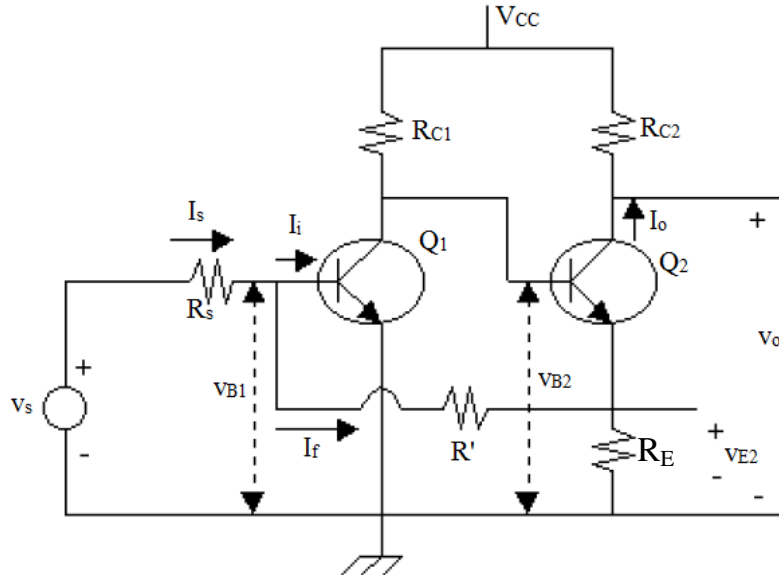 VCC
RC1
RC2
Is
Ii
Q1
Io
+
Q2
Rs
+
vs
-
vB1
vB2
vo
If
R'
RE
+
vE2
-
-